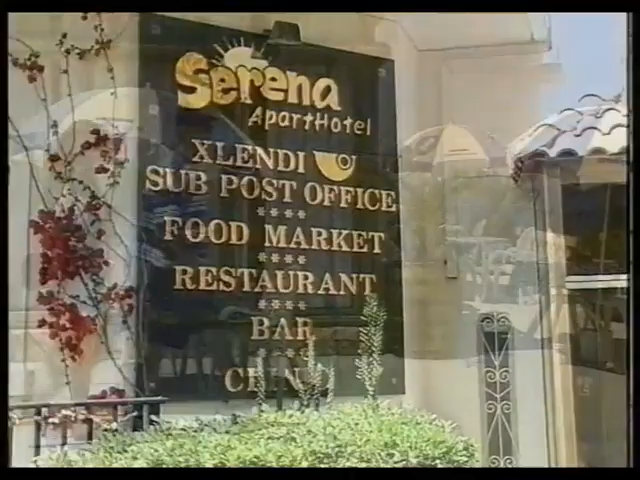 Serena
ApartHotel
XLENDI
SUB POST OFFICE
****
FOOD MARKET
****
RESTAURANT
****
BAR
****